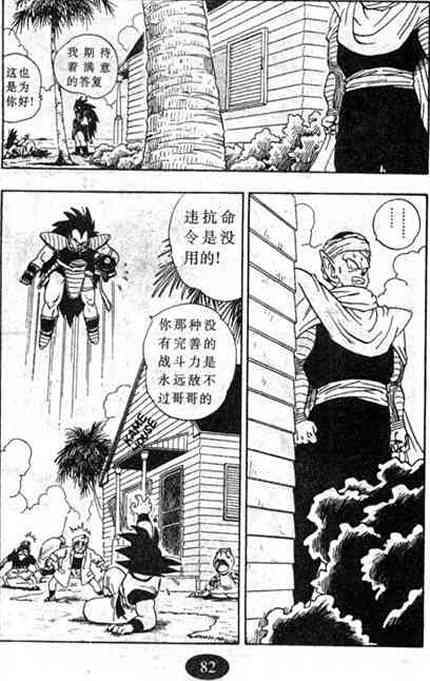 我期待
着满意
的答复
这也
是为
你好!
…………
违抗命
令是没
用的!
你那种没
有完善的
战斗力是
永远敌不
过哥哥的
KAME
HOUSE
82